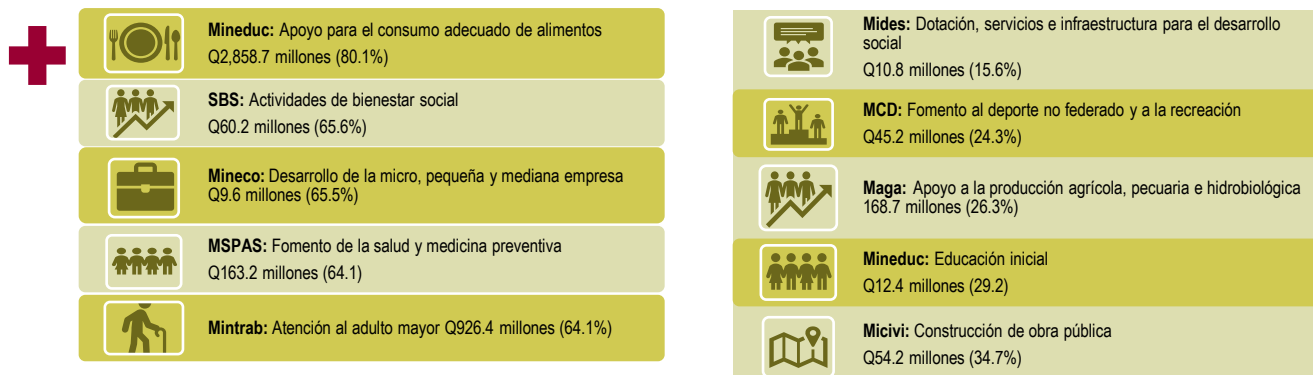 Mineduc: Apoyo para el consumo adecuado de alimentos
Q2,858.7 millones (80.1%)
SBS: Actividades de bienestar social
Q60.2 millones (65.6%)
Mineco: Desarrollo de la micro, pequeña y mediana empresa
Q9.6 millones (65.5%)
MSPAS: Fomento de la salud y medicina preventiva
Q163.2 millones (64.1)
Mintrab: Atención al adulto mayor Q926.4 millones (64.1%)
Mides: Dotación, servicios e infraestructura para el desarrollo
social
Q10.8 millones (15.6%)
MCD: Fomento al deporte no federado y a la recreación
Q45.2 millones (24.3%)
Maga: Apoyo a la producción agrícola, pecuaria e hidrobiológica
168.7 millones (26.3%)
Mineduc: Educación inicial
Q12.4 millones (29.2)
Micivi: Construcción de obra pública
Q54.2 millones (34.7%)